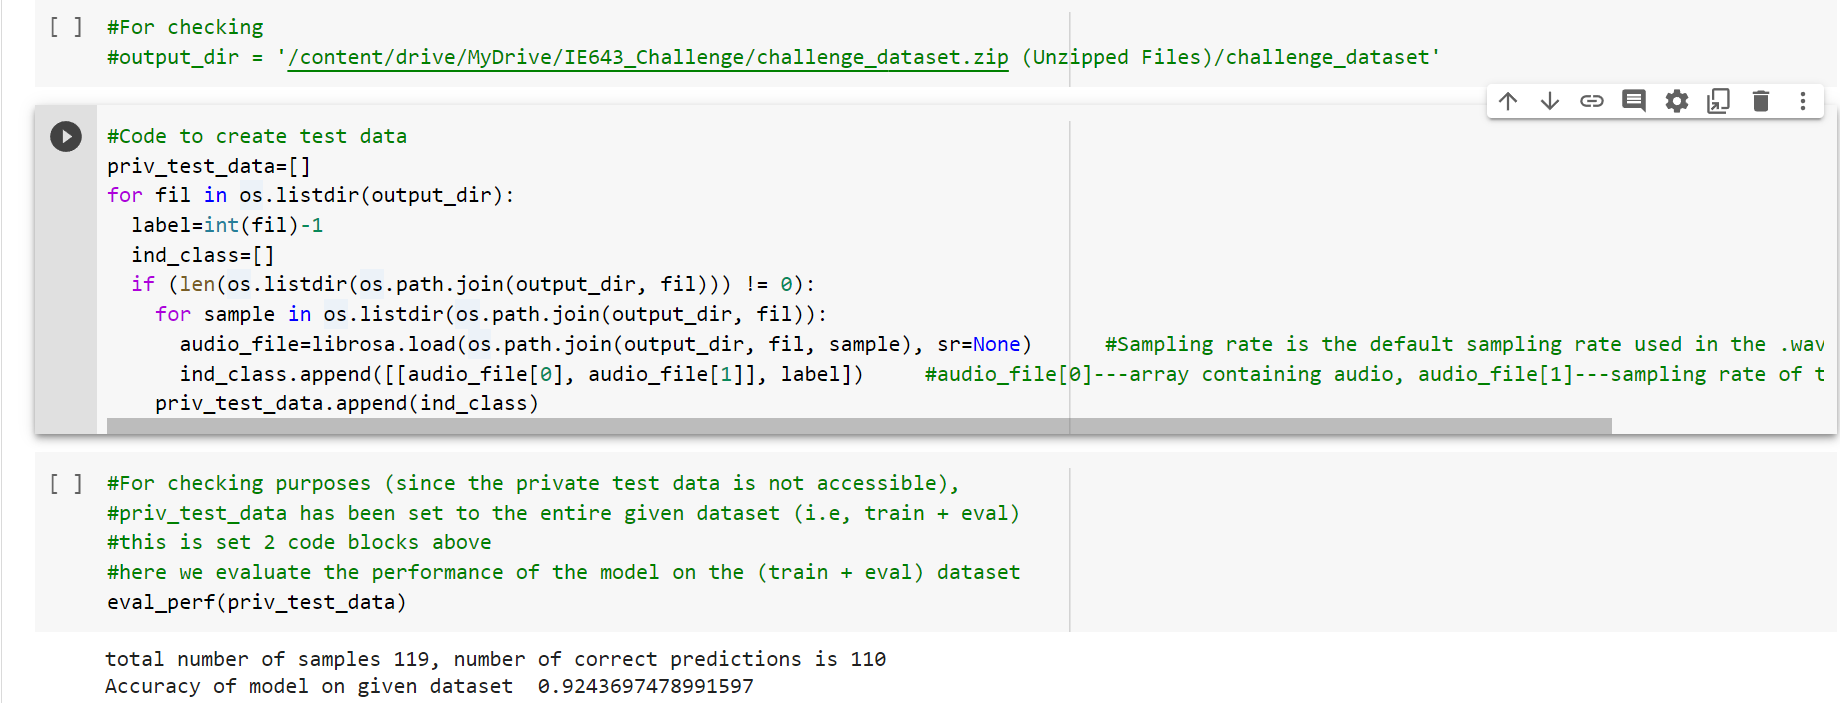 [ ] #For checking
#output_dir = '/content/drive/MyDrive/IE643_Challenge/challenge_dataset.zip (Unzipped Files)/challenge_dataset'
#Code to create test data
priv_test_data=[]
for fil in os.listdir(output_dir):
  label=int(fil)-1
  ind_class=[]
  if (len(os.listdir(os.path.join(output_dir, fil))) != 0):
    for sample in os.listdir(os.path.join(output_dir, fil)):
      audio_file=librosa.load(os.path.join(output_dir, fil, sample), sr=None)      #Sampling rate is the default sampling rate used in the .wav
      ind_class.append([[audio_file[0], audio_file[1]], label])     #audio_file[0]---array containing audio, audio_file[1]---sampling rate of t
    priv_test_data.append(ind_class)
[ ] #For checking purposes (since the private test data is not accessible),
#priv_test_data has been set to the entire given dataset (i.e, train + eval)
#this is set 2 code blocks above
#here we evaluate the performance of the model on the (train + eval) dataset
eval_perf(priv_test_data)
total number of samples 119, number of correct predictions is 110
Accuracy of model on given dataset  0.9243697478991597